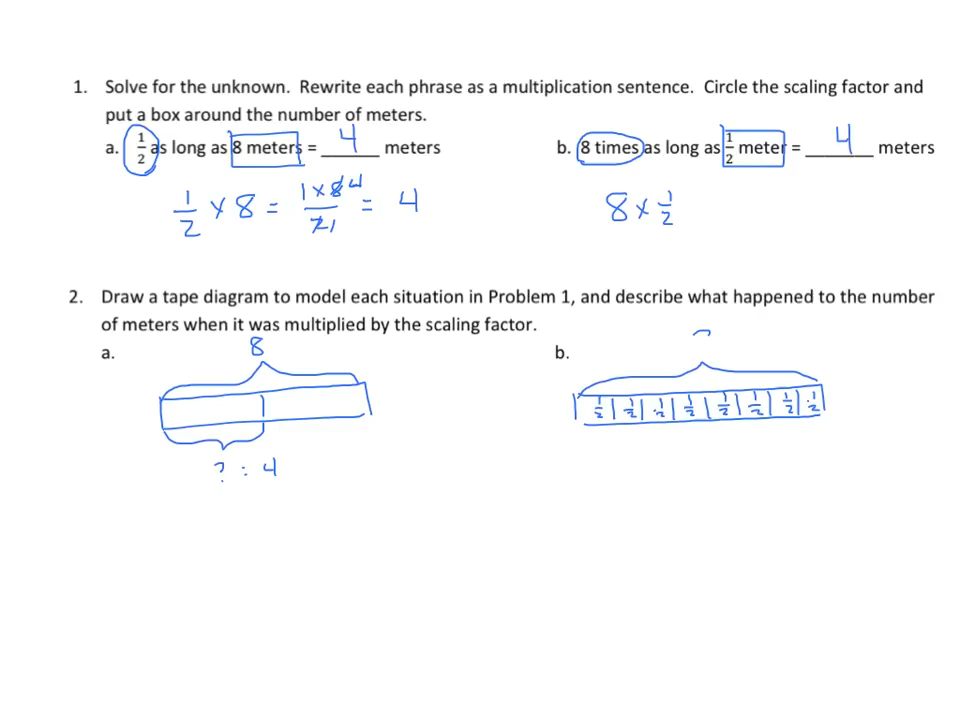 1. Solve for the unknown. Rewrite each phrase as a multiplication sentence. Circle the scaling factor and
put a box around the number of meters.
a. 1/2 as long as 8 meters = 4 meters
b. 8 times as long as 1/2 meter = 4 meters
1/2 × 8 = 1 × 8 4 / 2 1 = 4
8 × 1/2
2. Draw a tape diagram to model each situation in Problem 1, and describe what happened to the number
of meters when it was multiplied by the scaling factor.
a.
8
? = 4
b.
1/2 1/2 1/2 1/2 1/2 1/2 1/2 1/2